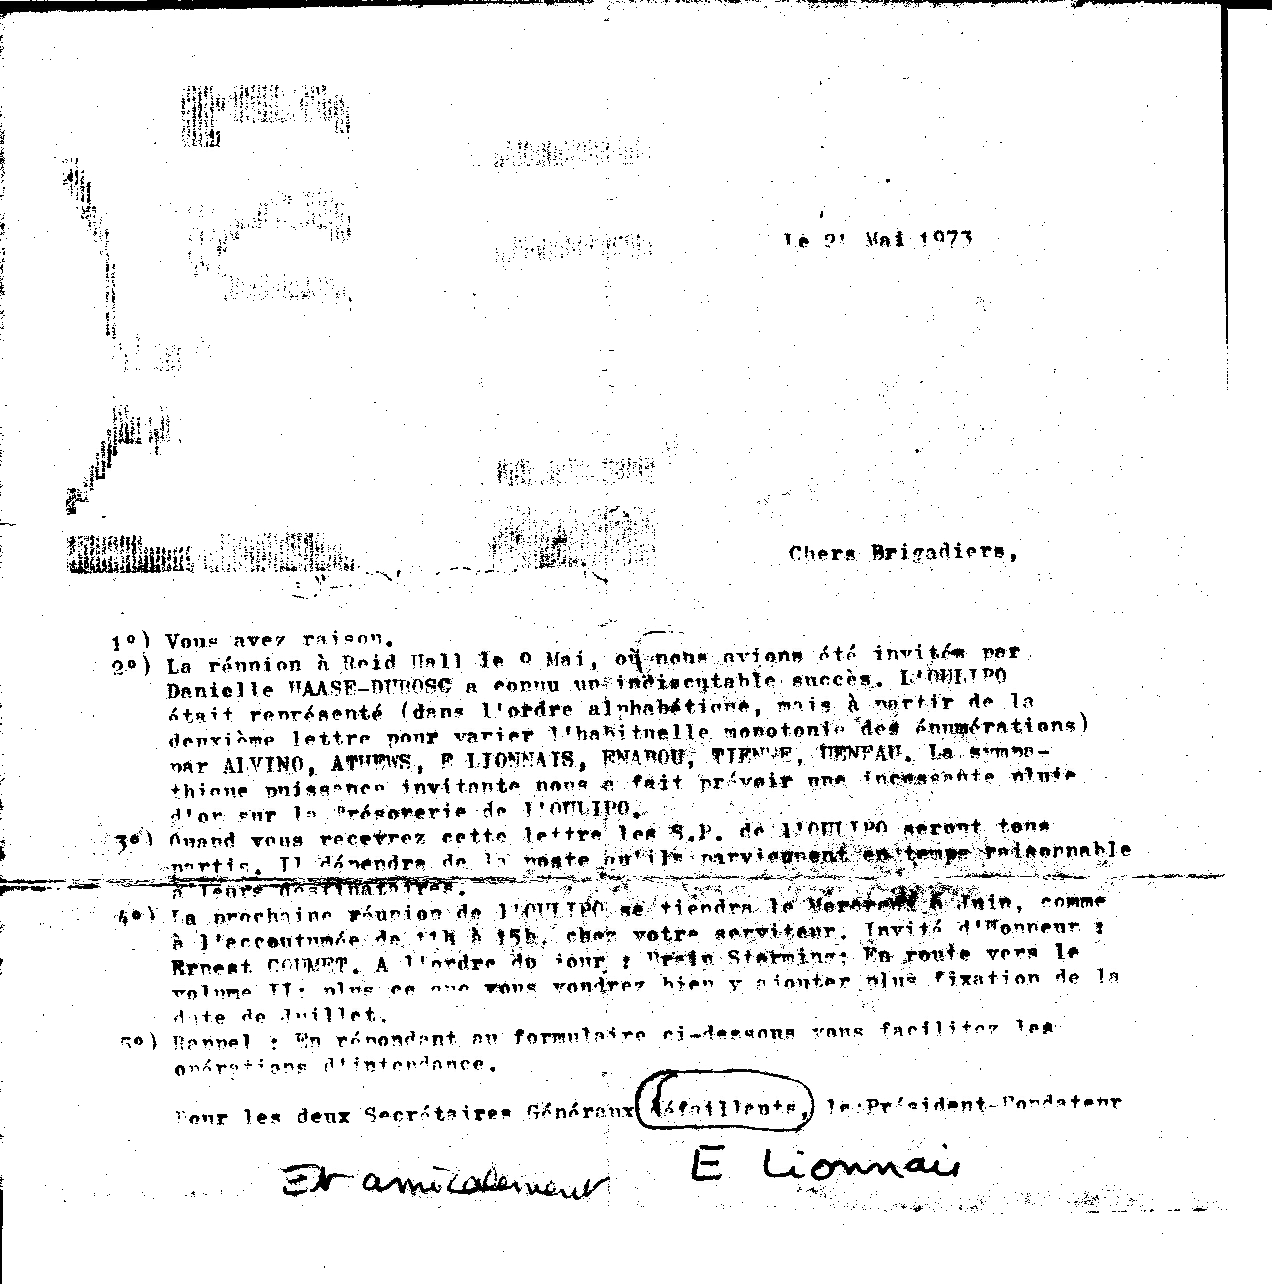 Le 21 Mai 1973
Chers Brigadiers,
1°) Vous avez raison.
2°) La réunion à Reid Hall le 9 Mai, où nous avions été invités par
Danielle HAASE-DUBOSC a connu un indiscutable succès. L'OULIPO
était représenté (dans l'ordre alphabétique, mais à partir de la
deuxième lettre pour varier l'habituelle monotonie des énumérations)
par ALVINO, ATHEWS, E LIONNAIS, ENABOU, TIENNE, UENEAU. La sympa-
thique puissance invitante nous a fait prévoir une incessante pluie
d'or sur la Trésorerie de l'OULIPO.
3°) Quand vous recevrez cette lettre les S.P. de l'OULIPO seront tous
partis. Il dépendra de la poste qu'ils parviennent en temps raisonnable
à leurs destinataires.
4°) La prochaine réunion de l'OULIPO se tiendra le Mercredi 6 Juin, comme
à l'accoutumée de 11h à 15h, chez votre serviteur. Invité d'Honneur :
Ernest COUMET. A l'ordre du jour : Brain Storming; En route vers le
volume II; plus ce que vous voudrez bien y ajouter plus fixation de la
date de Juillet.
5°) Rappel : En répondant au formulaire ci-dessous vous facilitez les
opérations d'intendance.
Pour les deux Secrétaires Généraux défaillants, le Président-Fondateur
Et amicalement E Lionnais